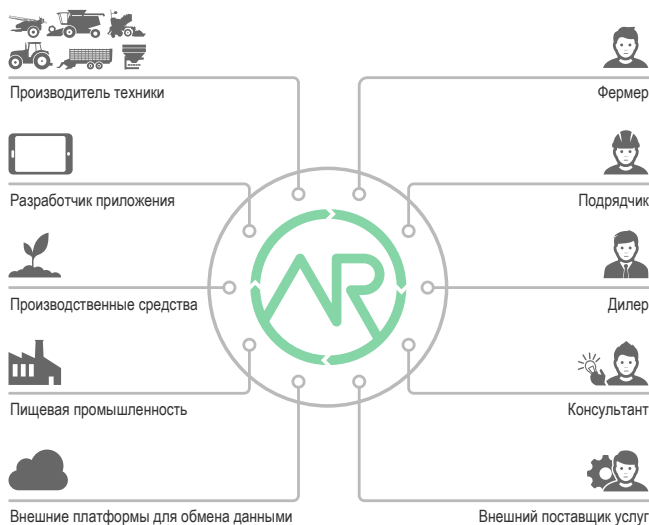 Производитель техники
Фермер
Разработчик приложения
Подрядчик
AR
Производственные средства
Дилер
Пищевая промышленность
Консультант
Внешние платформы для обмена данными
Внешний поставщик услуг